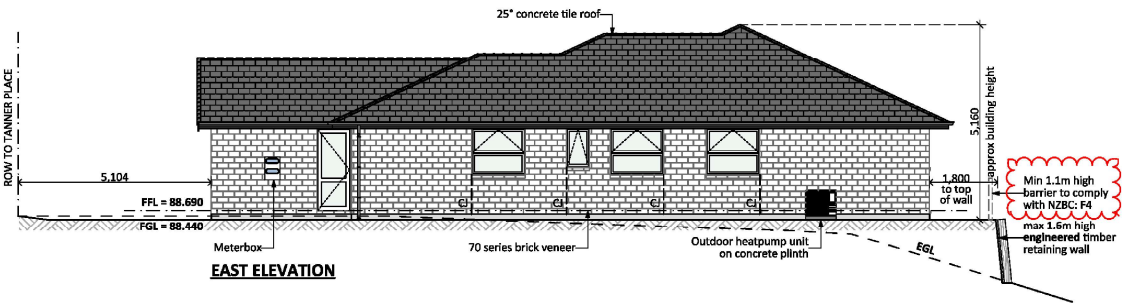 25° concrete tile roof
ROW TO TANNER PLACE
5,104
FFL = 88.690
FGL = 88.440
Meterbox
CJ
CJ
CJ
CJ
70 series brick veneer
Outdoor heatpump unit
on concrete plinth
EGL
5,160
approx building height
1,800
to top
of wall
Min 1.1m high
barrier to comply
with NZBC: F4
max 1.6m high
engineered timber
retaining wall
EAST ELEVATION